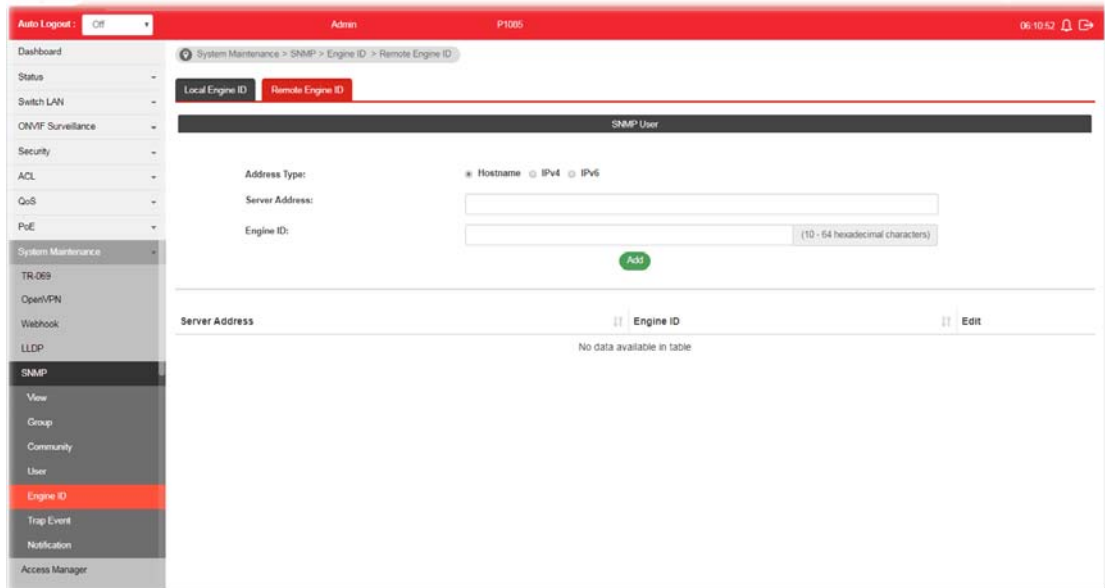 Auto Logout : Off Admin P1005 06:10:52
Dashboard
Status
Switch LAN
ONVIF Surveillance
Security
ACL
QoS
PoE
System Maintenance
TR-069
OpenVPN
Webhook
LLDP
SNMP
View
Group
Community
User
Engine ID
Trap Event
Notification
Access Manager
System Maintenance > SNMP > Engine ID > Remote Engine ID
Local Engine ID Remote Engine ID
SNMP User
Address Type: Hostname IPv4 IPv6
Server Address:
Engine ID: (10 - 64 hexadecimal characters)
Add
Server Address Engine ID Edit
No data available in table